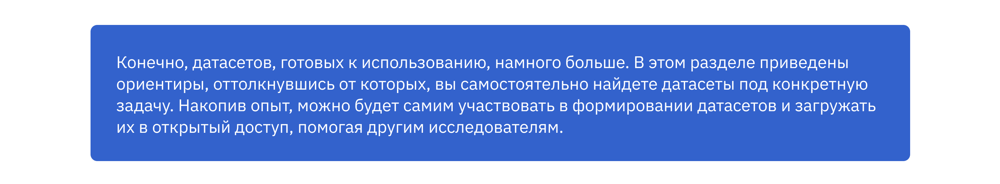 Конечно, датасетов, готовых к использованию, намного больше. В этом разделе приведены
ориентиры, оттолкнувшись от которых, вы самостоятельно найдете датасеты под конкретную
задачу. Накопив опыт, можно будет самим участвовать в формировании датасетов и загружать
их в открытый доступ, помогая другим исследователям.